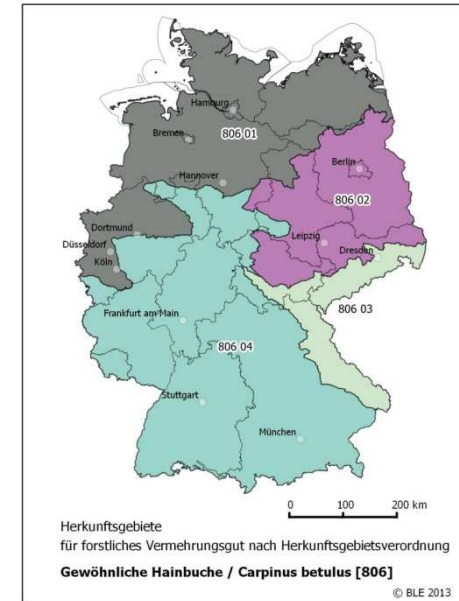 Hamburg
Bremen
806 01
Hannover
Berlin
806 02
Dortmund
Düsseldorf
Köln
Leipzig
Dresden
806 03
Frankfurt am Main
806 04
Stuttgart
München
0 100 200 km
Herkunftsgebiete
für forstliches Vermehrungsgut nach Herkunftsgebietsverordnung
Gewöhnliche Hainbuche / Carpinus betulus [806]
© BLE 2013